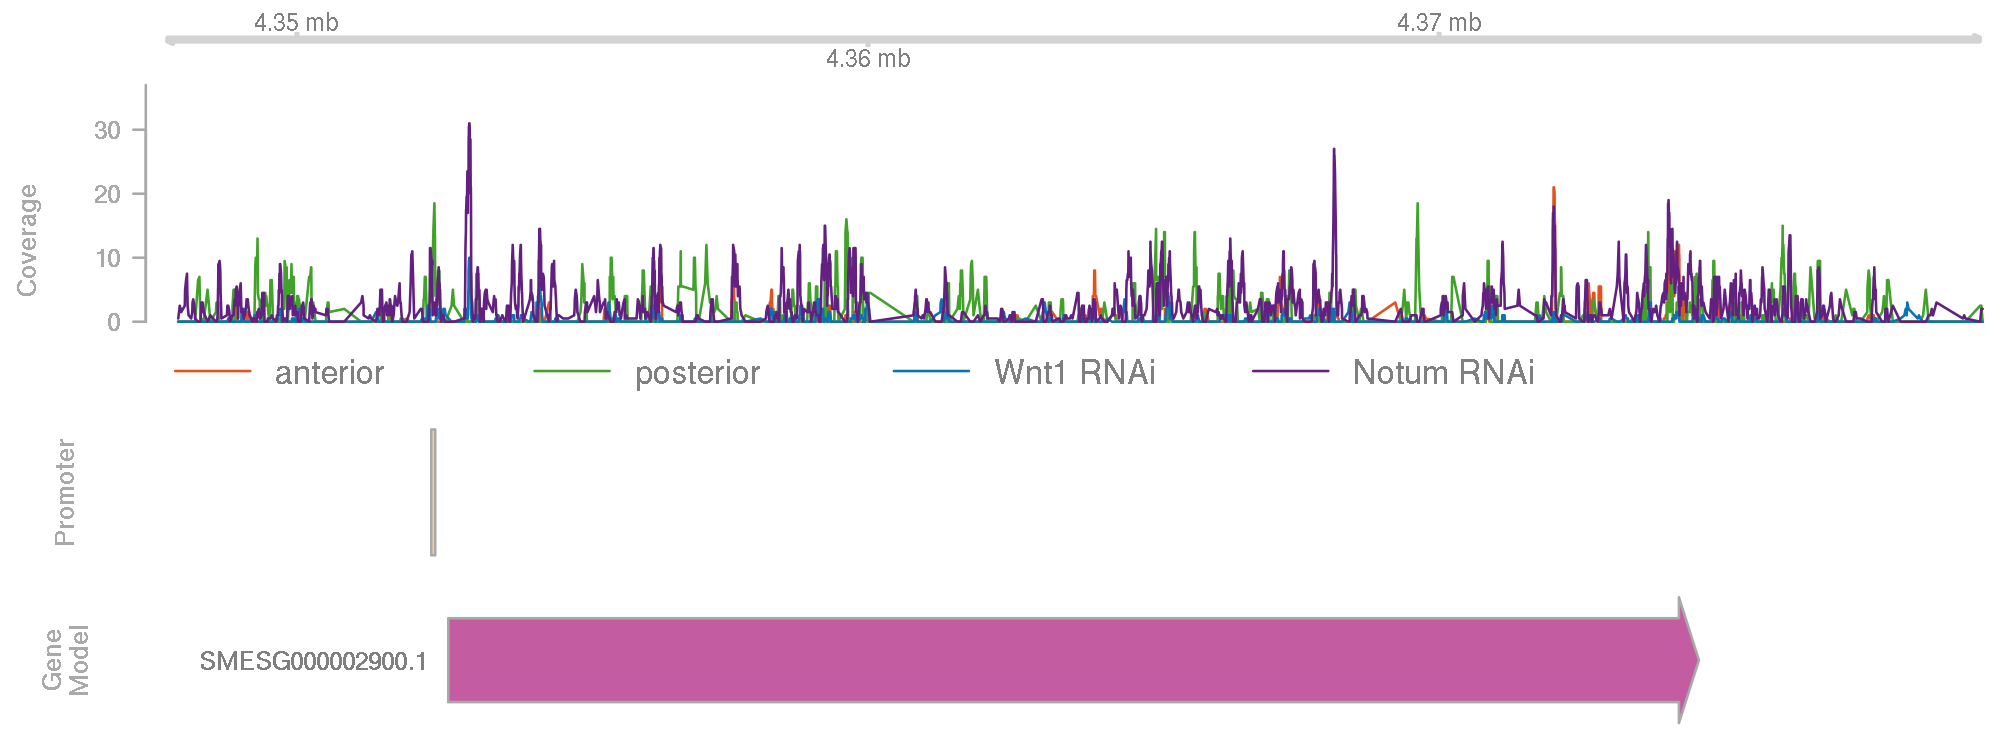 4.35 mb
4.37 mb
4.36 mb
Coverage
30
20
10
0
anterior
posterior
Wnt1 RNAi
Notum RNAi
Promoter
0
Gene
Model
SMESG000002900.1